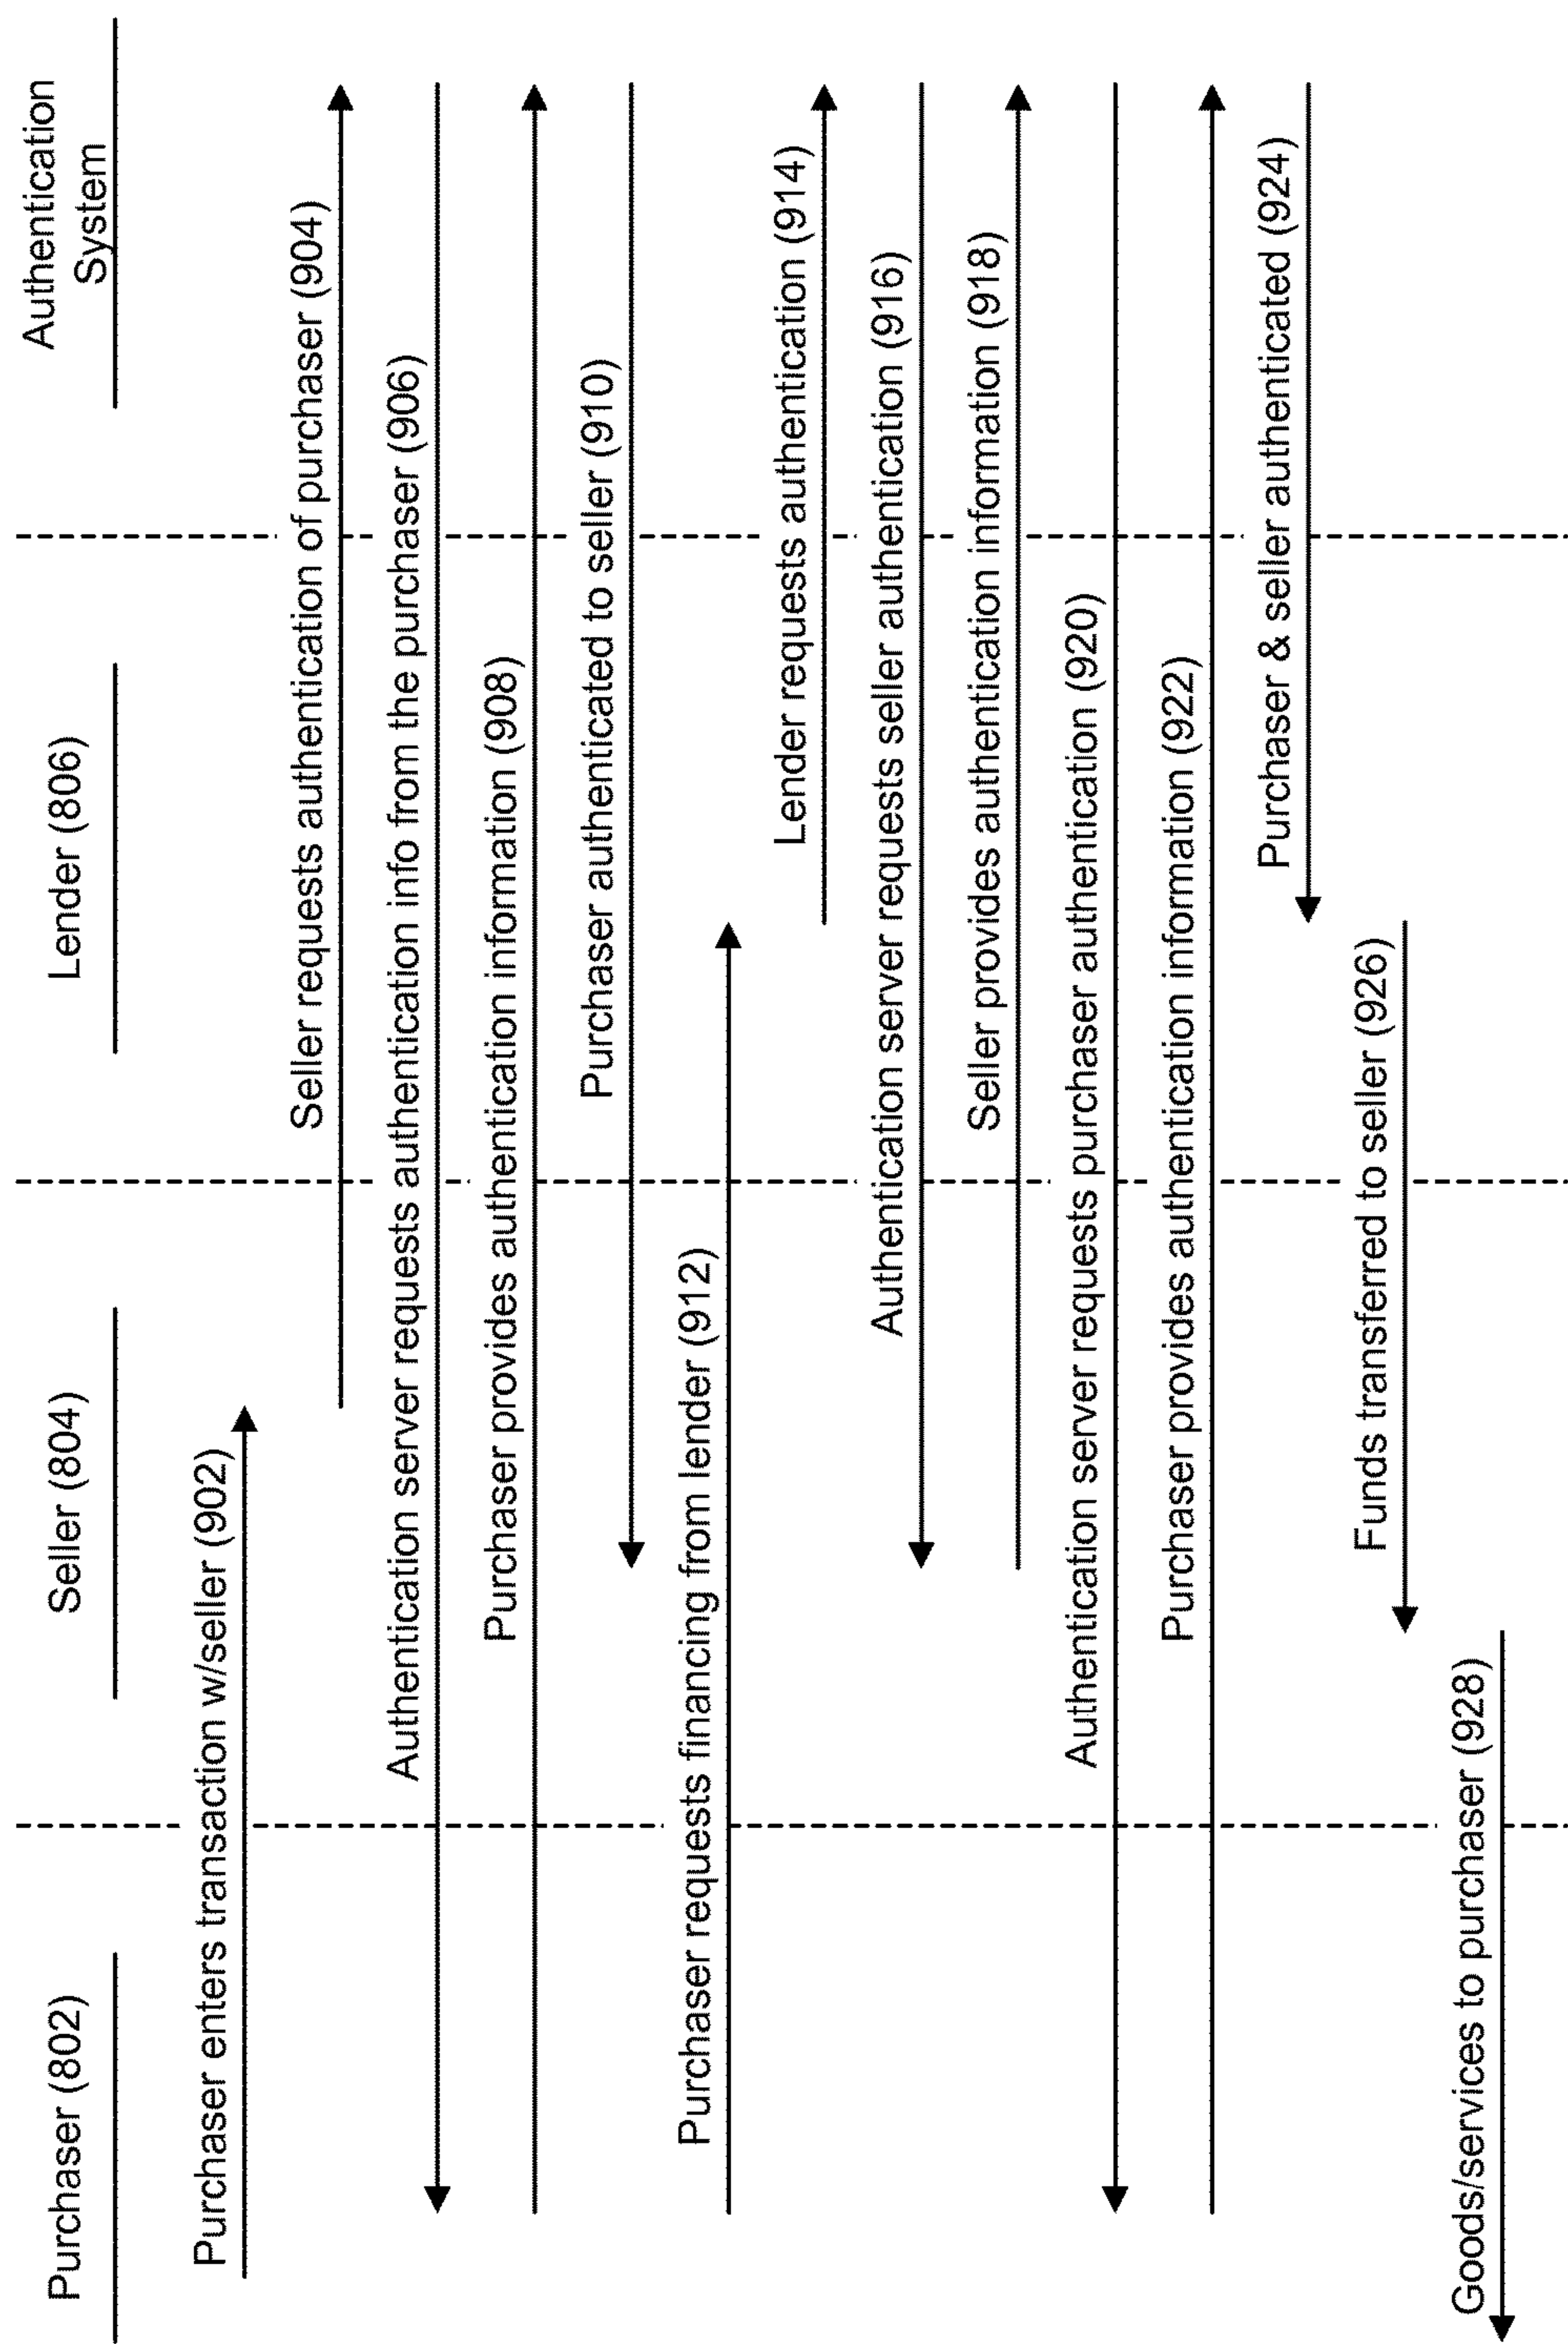 Purchaser (802)
Seller (804)
Lender (806)
Authentication
System
Purchaser enters transaction w/seller (902)
Seller requests authentication of purchaser (904)
Authentication server requests authentication info from the purchaser (906)
Purchaser provides authentication information (908)
Purchaser authenticated to seller (910)
Purchaser requests financing from lender (912)
Lender requests authentication (914)
Authentication server requests seller authentication (916)
Seller provides authentication information (918)
Authentication server requests purchaser authentication (920)
Purchaser provides authentication information (922)
Purchaser & seller authenticated (924)
Funds transferred to seller (926)
Goods/services to purchaser (928)